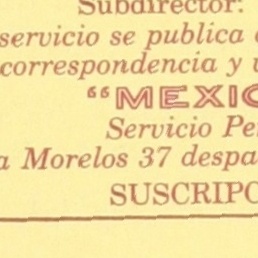 Subdirector:
servicio se publica
correspondencia y
"MEXIC
Servicio Pe
Morelos 37 despa
SUSCRIPC